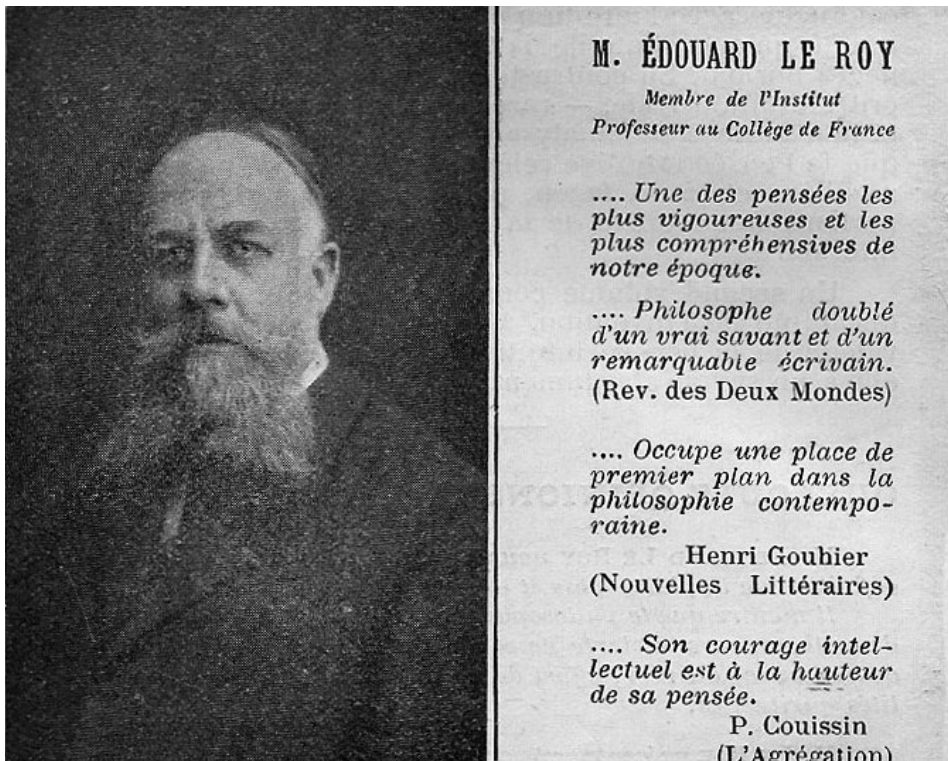 M. ÉDOUARD LE ROY
Membre de l'Institut
Professeur au Collège de France
.... Une des pensées les
plus vigoureuses et les
plus compréhensives de
notre époque.
.... Philosophe doublé
d'un vrai savant et d'un
remarquable écrivain.
(Rev. des Deux Mondes)
.... Occupe une place de
premier plan dans la
philosophie contempo-
raine.
Henri Gouhier
(Nouvelles Littéraires)
.... Son courage intel-
lectuel est à la hauteur
de sa pensée.
P. Couissin
(L'Agrégation)